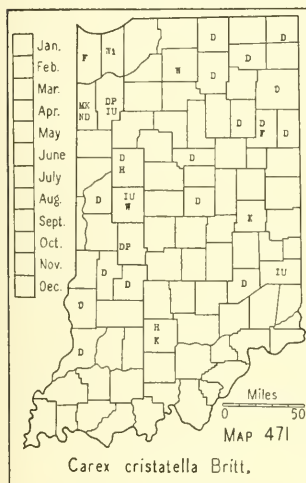 Jan.
Feb.
Mar.
Apr.
May
June
July
Aug.
Sept.
Oct.
Nov.
Dec.
D D D
F D
W D
D
MX DP
ND IU
D D
F
D D
H
D IU D
W
K
DP
D D IU
D
H
K
D
Miles
0 50
MAP 471
Carex cristatella Britt.